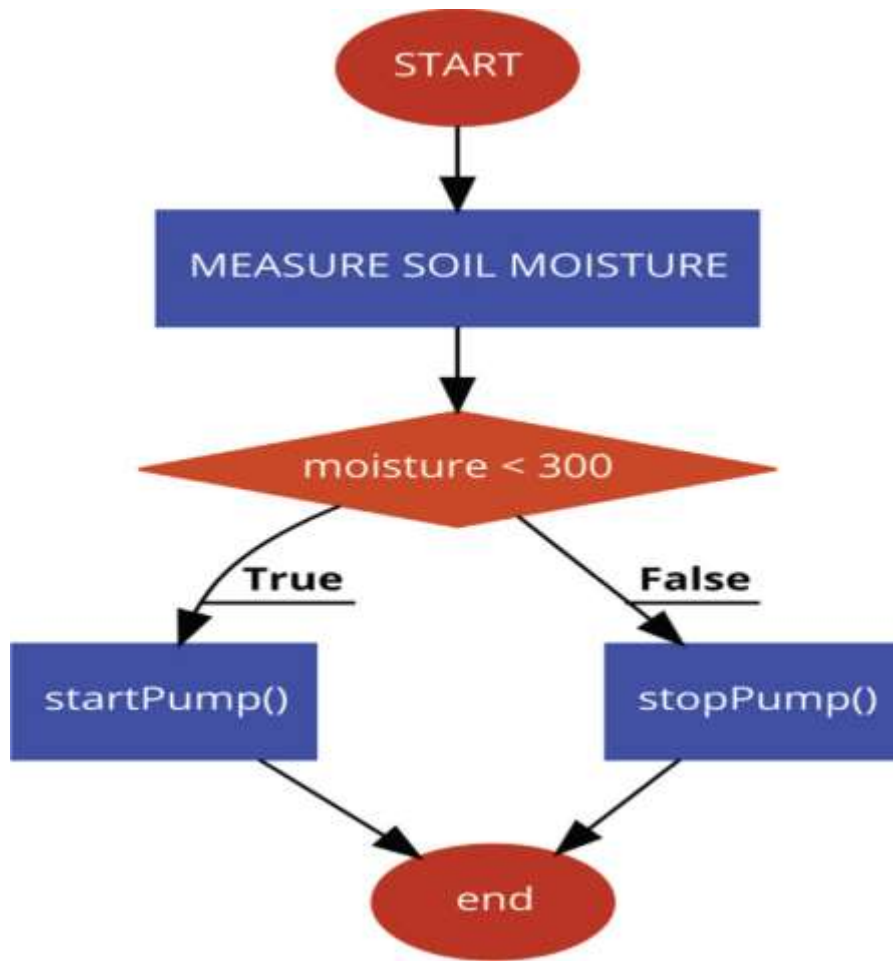 START
MEASURE SOIL MOISTURE
moisture < 300
True
False
startPump()
stopPump()
end